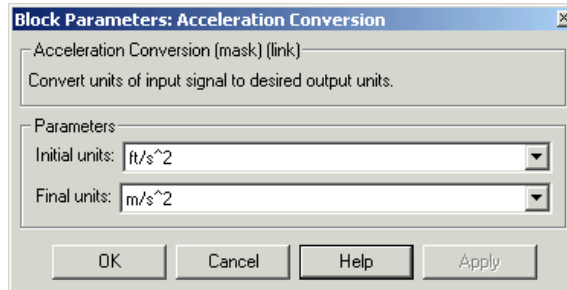 Block Parameters: Acceleration Conversion
Acceleration Conversion (mask) (link)
Convert units of input signal to desired output units.
Parameters
Initial units: ft/s^2
Final units: m/s^2
OK Cancel Help Apply